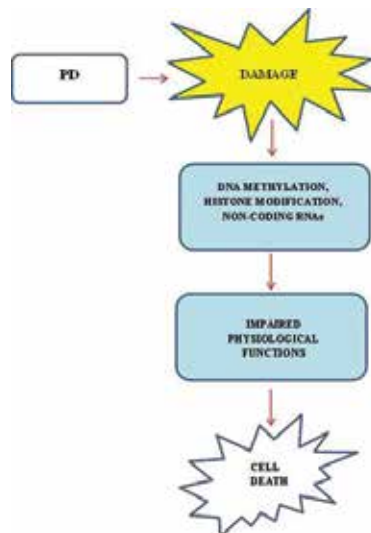 PD
DAMAGE
DNA METHYLATION,
HISTONE MODIFICATION,
NON-CODING RNAs
IMPAIRED
PHYSIOLOGICAL
FUNCTIONS
CELL
DEATH